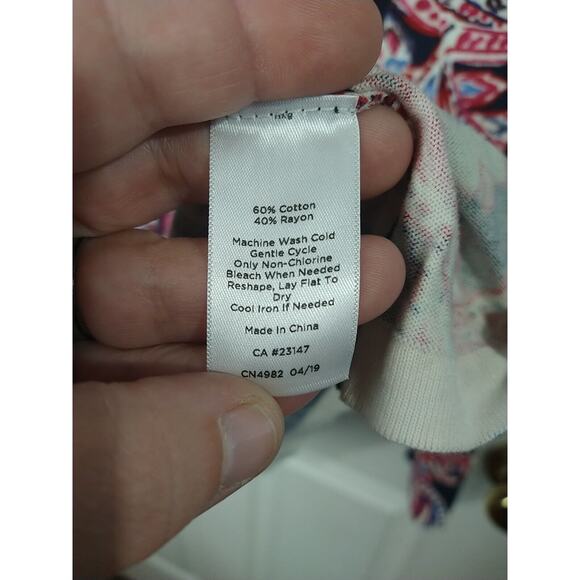 60% Cotton
40% Rayon
Machine Wash Cold
Gentle Cycle
Only Non-Chlorine
Bleach When Needed
Reshape, Lay Flat To
Dry
Cool Iron If Needed
Made In China
CA #23147
CN4982 04/19